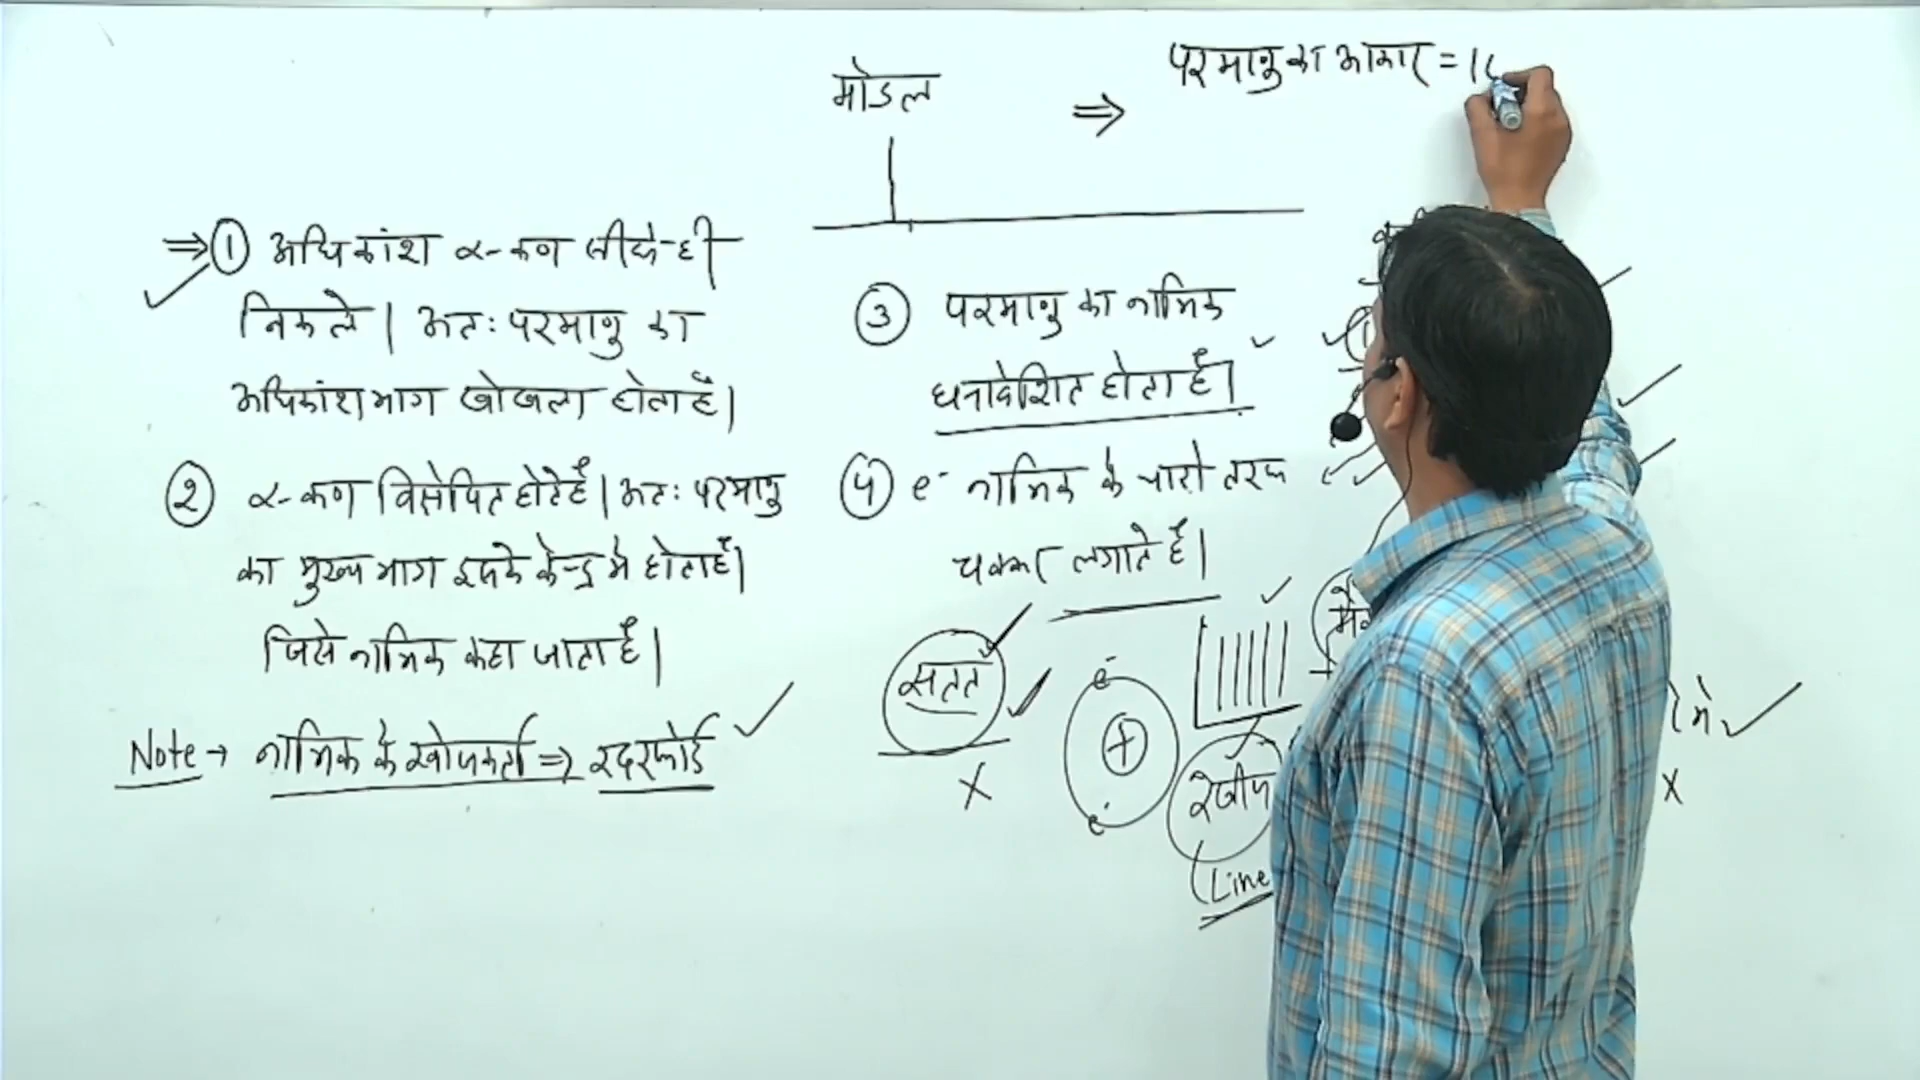 मोडल
⇒ परमाणु का आकार = 10
⇒ ① अधिकांश α-कण सीधे-ही
निकले | अतः परमाणु का
अधिकांश भाग खोखला होता है |
② α-कण विक्षेपित होते हैं | अतः परमाणु
का मुख्य भाग इसके केन्द्र में होता है |
जिसे नाभिक कहा जाता है |
Note → नाभिक के खोजकर्ता ⇒ रदरफोर्ड
③ परमाणु का नाभिक
धनावेशित होता है |
④ e⁻ नाभिक के चारो तरफ
चक्कर लगाते हैं |
सतत
X
e⁻
+
e⁻
(Line
में
X